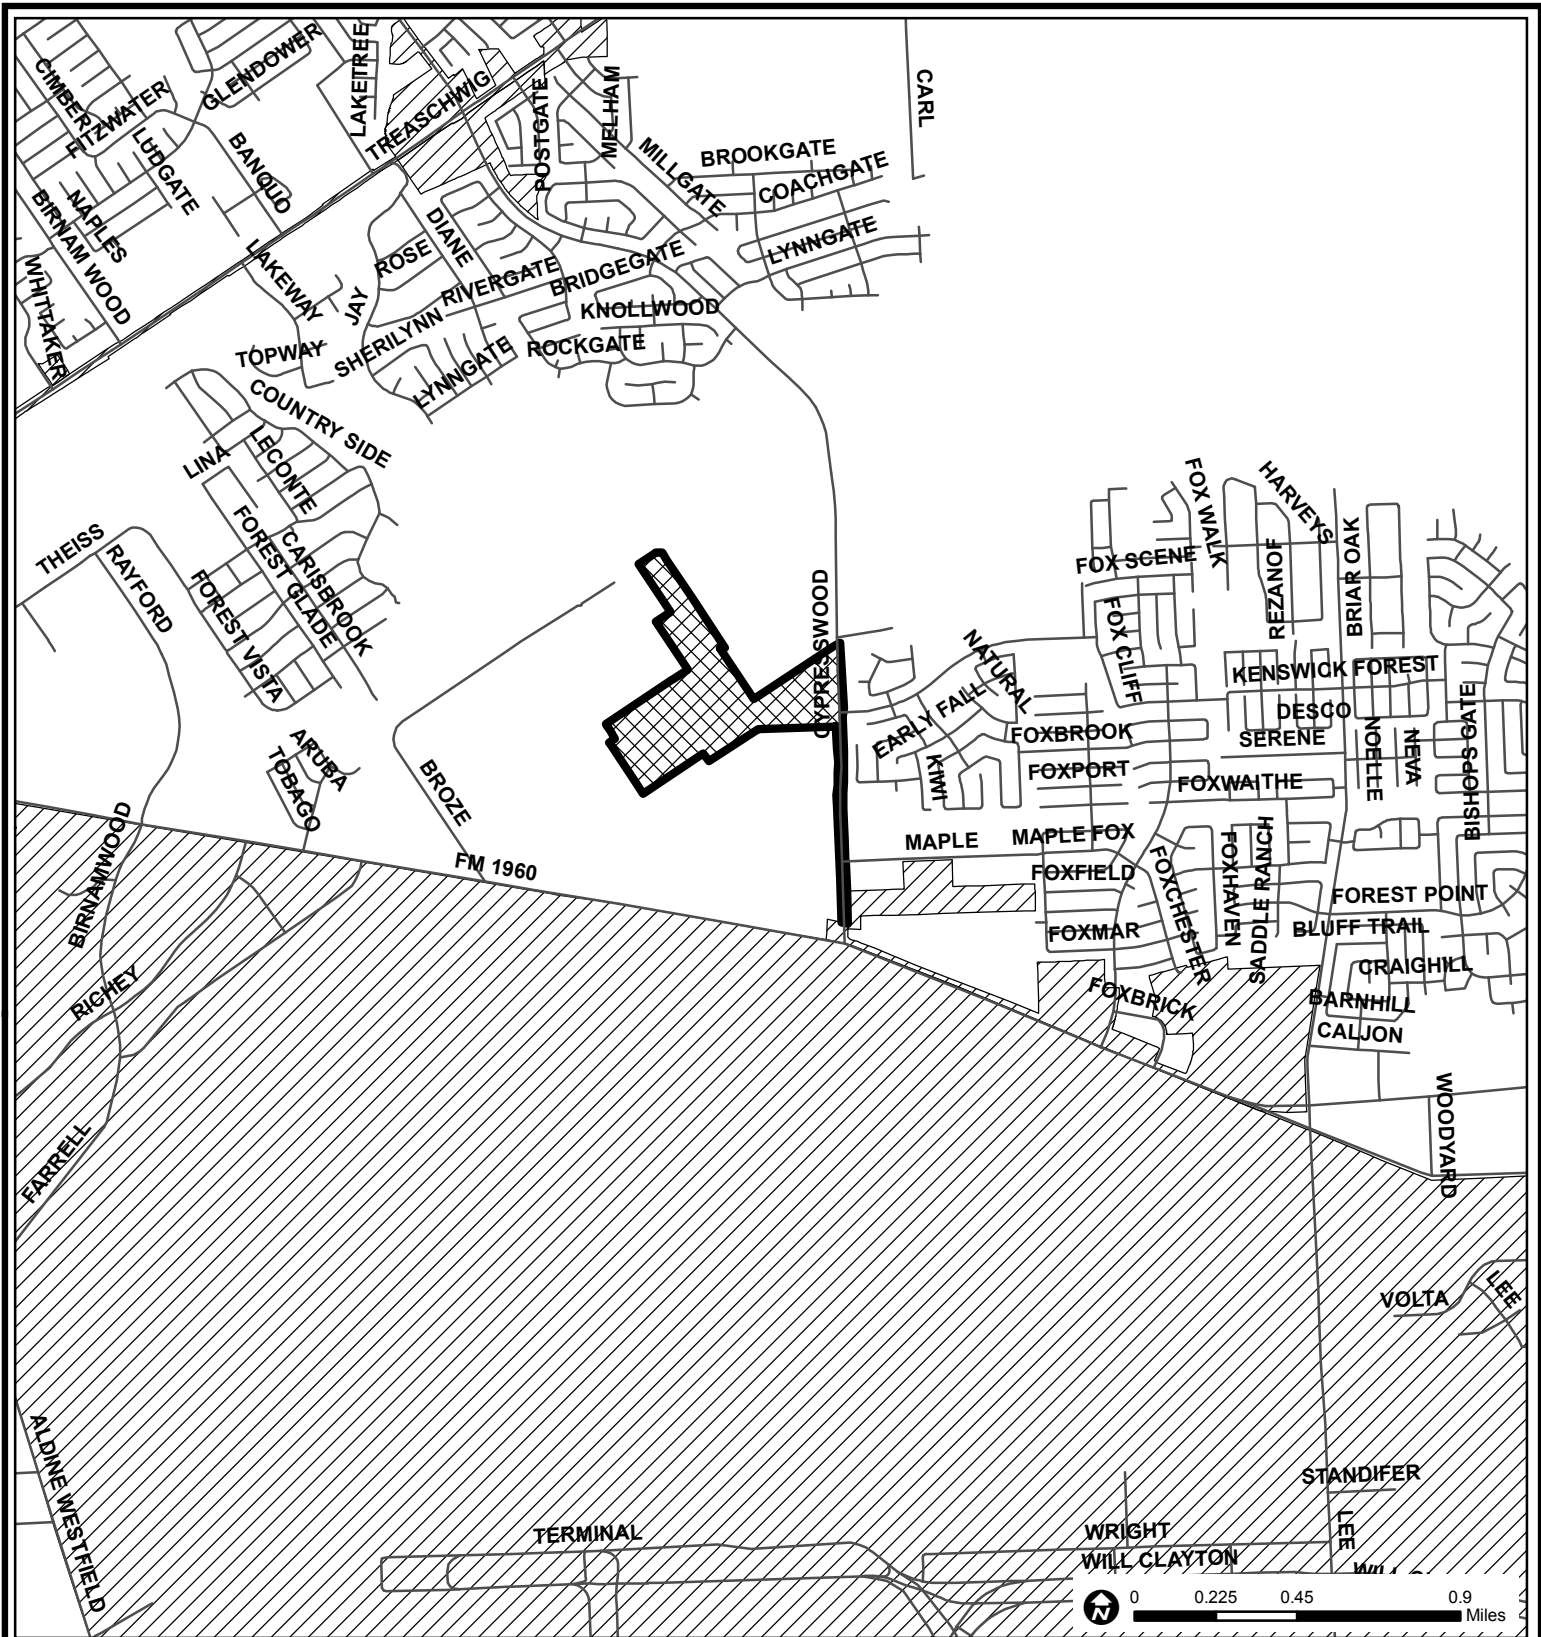 CIMBER
FITZWATER
GLENDOWER
LAKETREE
TREASCHWIG
POSTGATE
MELHAM
CARL
LUDGATE
BANQUO
MILLGATE
BROOKGATE
COACHGATE
NAPLES
BIRNAM WOOD
WHITTAKER
LAKEWAY
JAY
ROSE
DIANE
RIVERGATE
BRIDGEGATE
LYNNGATE
KNOLLWOOD
SHERILYNN
TOPWAY
LYNNGATE
ROCKGATE
COUNTRY SIDE
LINA
LECONTE
THEISS
RAYFORD
FOREST GLADE
CARISBROOK
FOREST VISTA
FOX WALK
HARVEYS
FOX SCENE
REZANOF
BRIAR OAK
CYPRESSWOOD
FOX CLIFF
NATURAL
EARLY FALL
KENSWICK FOREST
DESCO
FOXBROOK
SERENE
NOELLE
NEVA
BISHOPS GATE
KIWI
FOXPORT
FOXWAITHE
ARUBA
TOBAGO
BROZE
MAPLE
MAPLE FOX
FM 1960
FOXFIELD
FOXCHESTER
FOXHAVEN
SADDLE RANCH
FOREST POINT
BIRNAMWOOD
FOXMAR
BLUFF TRAIL
CRAIGHILL
RICHEY
FOXBRICK
BARNHILL
CALJON
WOODYARD
FARRELL
VOLTA
LEE
ALDINE WESTFIELD
STANDIFER
TERMINAL
WRIGHT
LEE
WILL CLAYTON
N
0 0.225 0.45 0.9
Miles